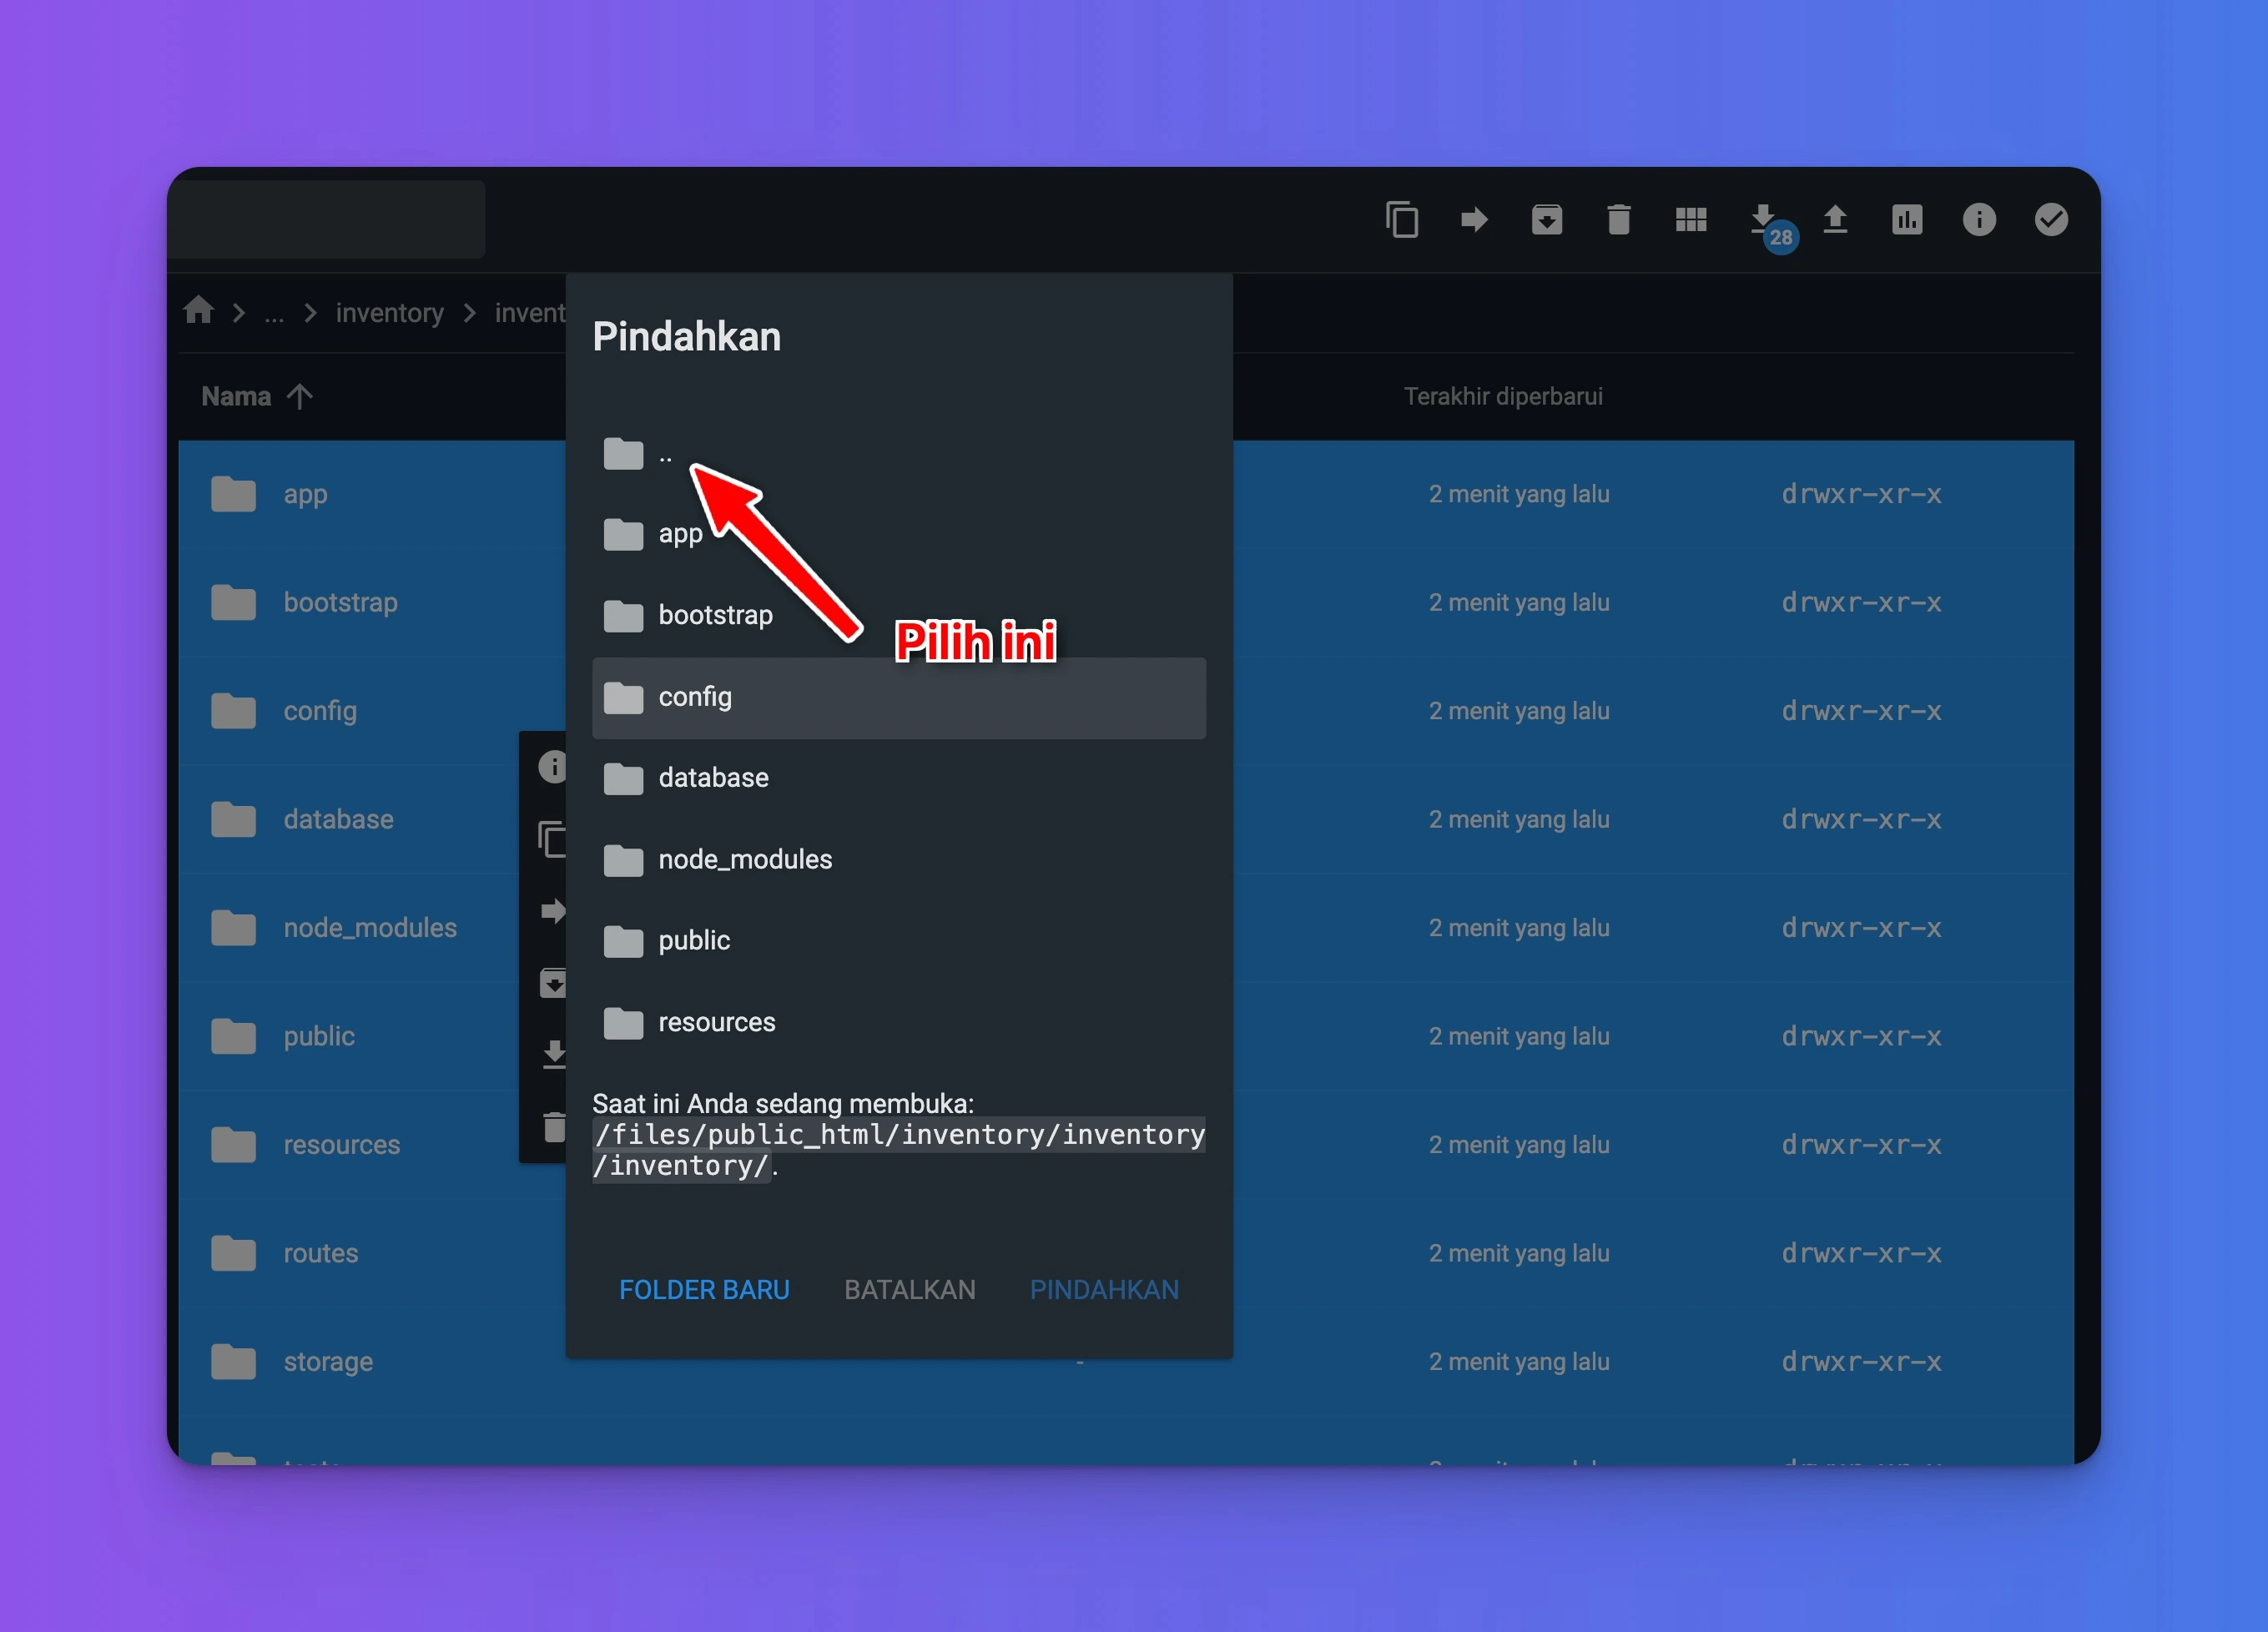 28
... inventory invent
Pindahkan
Nama
Terakhir diperbarui
..
app
bootstrap
config
database
node_modules
public
resources
Pilih ini
Saat ini Anda sedang membuka:
/files/public_html/inventory/inventory
/inventory/.
FOLDER BARU BATALKAN PINDAHKAN
app 2 menit yang lalu drwxr-xr-x
bootstrap 2 menit yang lalu drwxr-xr-x
config 2 menit yang lalu drwxr-xr-x
database 2 menit yang lalu drwxr-xr-x
node_modules 2 menit yang lalu drwxr-xr-x
public 2 menit yang lalu drwxr-xr-x
resources 2 menit yang lalu drwxr-xr-x
routes 2 menit yang lalu drwxr-xr-x
storage - 2 menit yang lalu drwxr-xr-x